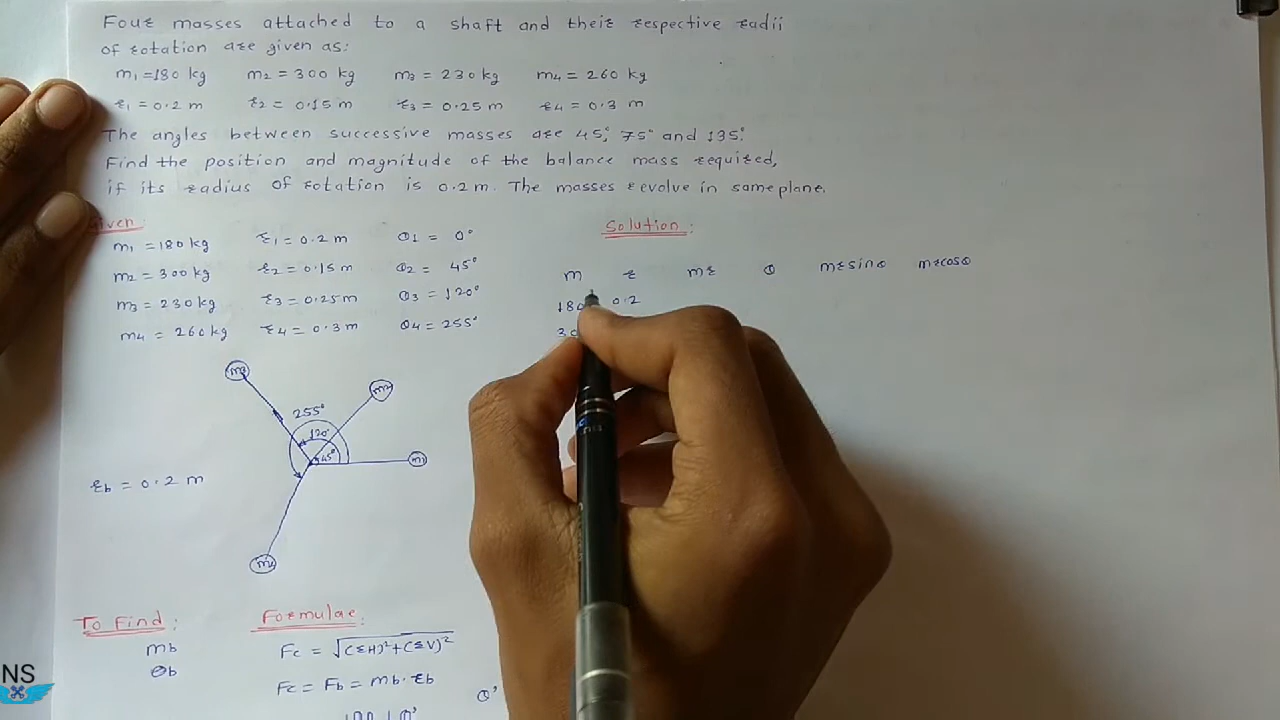 Four masses attached to a shaft and their respective radii
of rotation are given as:
m1 = 180 kg m2 = 300 kg m3 = 230 kg m4 = 260 kg
r1 = 0.2 m r2 = 0.15 m r3 = 0.25 m r4 = 0.3 m
The angles between successive masses are 45°, 75° and 135°.
Find the position and magnitude of the balance mass required,
if its radius of rotation is 0.2 m. The masses revolve in same plane.
Given:
m1 = 180 kg r1 = 0.2 m θ1 = 0°
m2 = 300 kg r2 = 0.15 m θ2 = 45°
m3 = 230 kg r3 = 0.25 m θ3 = 120°
m4 = 260 kg r4 = 0.3 m θ4 = 255°
Solution:
m r mr θ mr sinθ mr cosθ
180 0.2
30
m3
m2
255°
120°
45°
m1
rb = 0.2 m
m4
To Find:
mb
θb
Formulae:
Fc = √(ΣH)²+(ΣV)²
Fc = Fb = mb. rb
θ'
NS